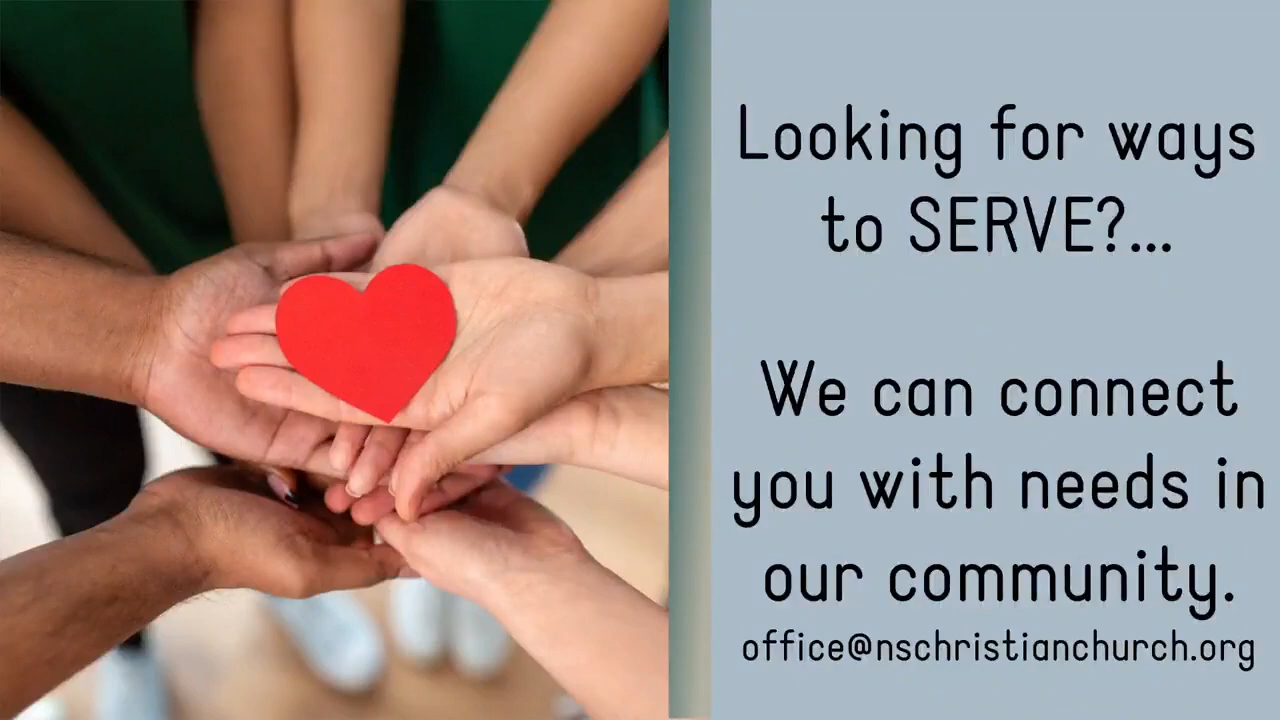 Looking for ways
to SERVE?...
We can connect
you with needs in
our community.
office@nschristianchurch.org